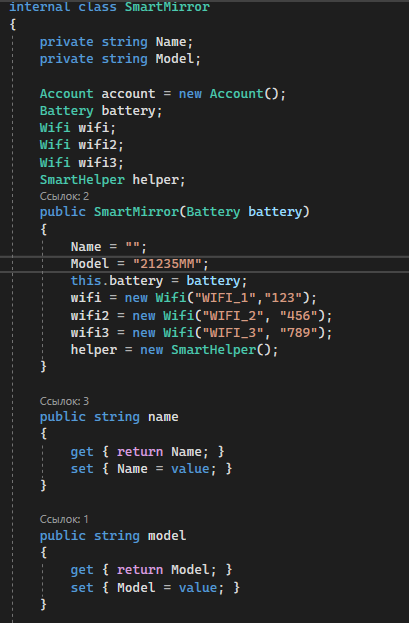 internal class SmartMirror
{
private string Name;
private string Model;
Account account = new Account();
Battery battery;
Wifi wifi;
Wifi wifi2;
Wifi wifi3;
SmartHelper helper;
Ссылок: 2
public SmartMirror(Battery battery)
{
Name = "";
Model = "21235MM";
this.battery = battery;
wifi = new Wifi("WIFI_1","123");
wifi2 = new Wifi("WIFI_2", "456");
wifi3 = new Wifi("WIFI_3", "789");
helper = new SmartHelper();
}
Ссылок: 3
public string name
{
get { return Name; }
set { Name = value; }
}
Ссылок: 1
public string model
{
get { return Model; }
set { Model = value; }
}